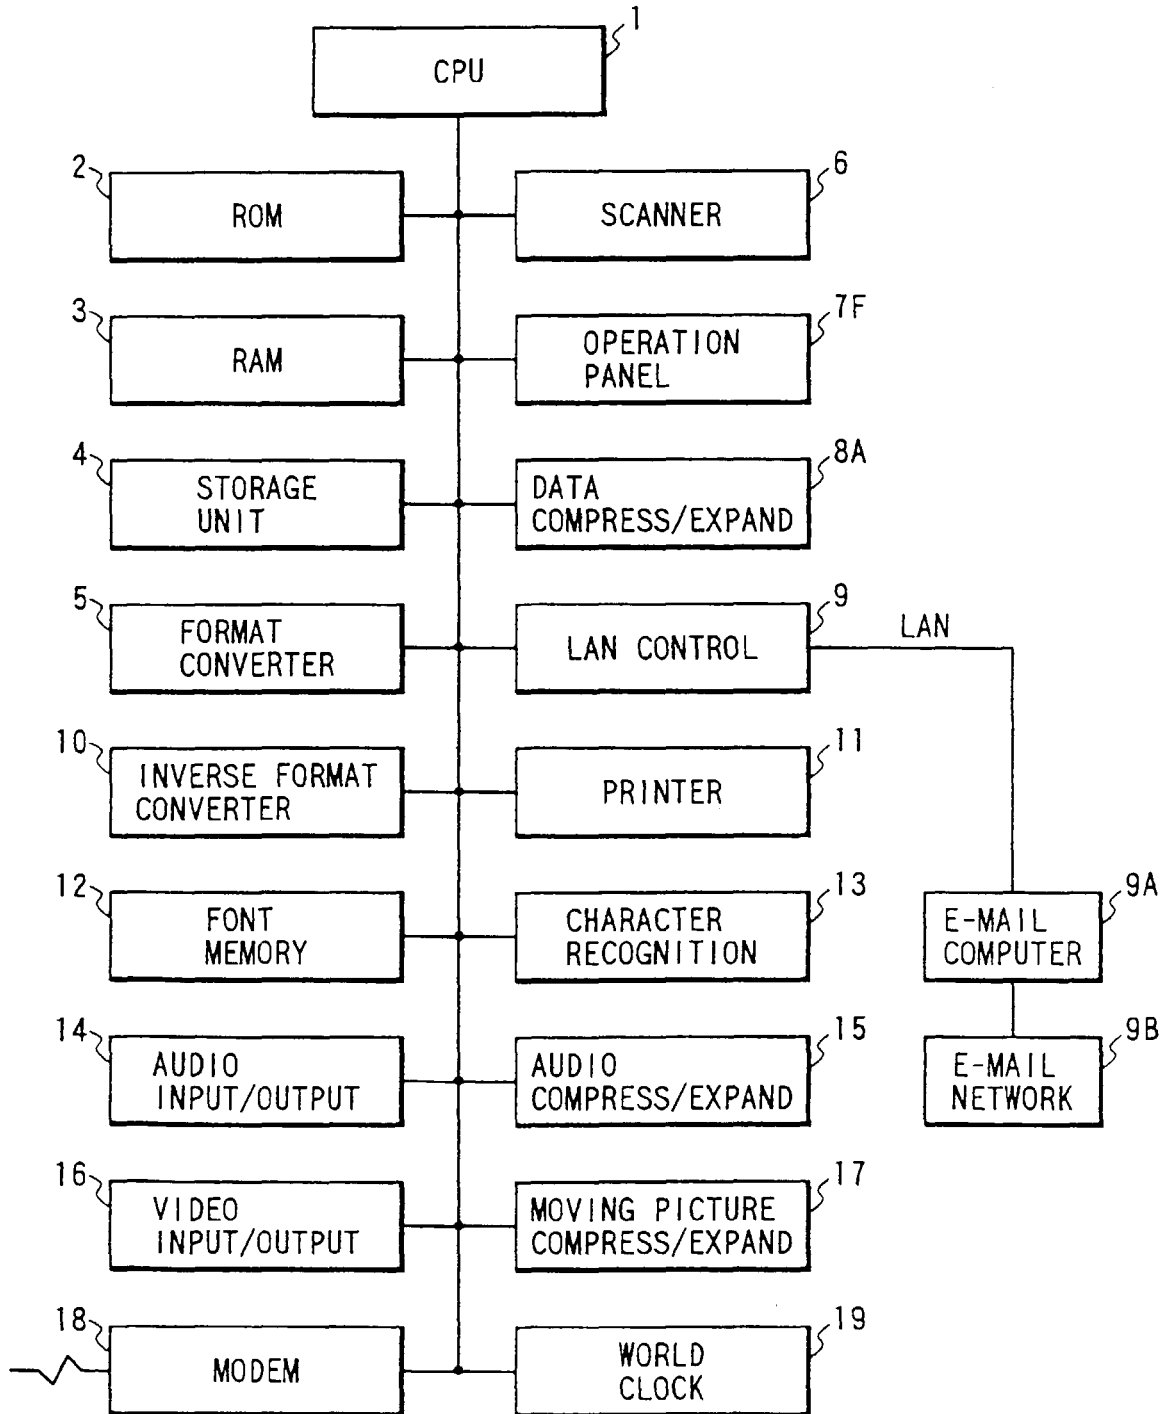 1
CPU
2
ROM
6
SCANNER
3
RAM
7F
OPERATION
PANEL
4
STORAGE
UNIT
8A
DATA
COMPRESS/EXPAND
5
FORMAT
CONVERTER
9
LAN CONTROL
LAN
10
INVERSE FORMAT
CONVERTER
11
PRINTER
12
FONT
MEMORY
13
CHARACTER
RECOGNITION
9A
E-MAIL
COMPUTER
14
AUDIO
INPUT/OUTPUT
15
AUDIO
COMPRESS/EXPAND
9B
E-MAIL
NETWORK
16
VIDEO
INPUT/OUTPUT
17
MOVING PICTURE
COMPRESS/EXPAND
18
MODEM
19
WORLD
CLOCK